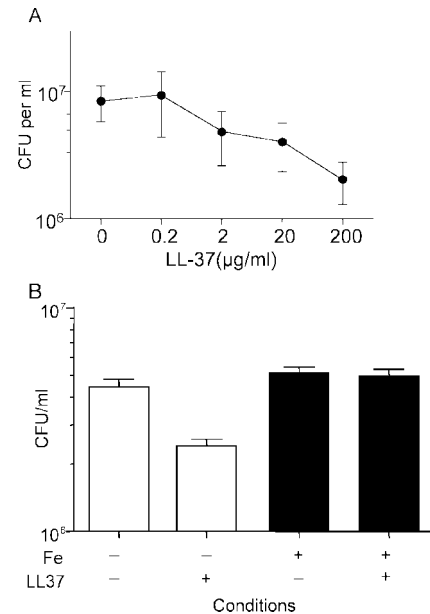 A
10⁷
CFU per ml
10⁶
0 0.2 2 20 200
LL-37(µg/ml)
B
10⁷
CFU/ml
10⁶
Fe – – + +
LL37 – + – +
Conditions